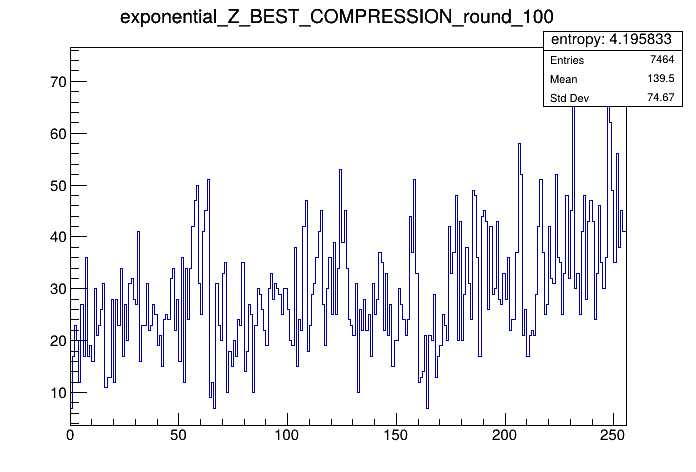 exponential_Z_BEST_COMPRESSION_round_100
entropy: 4.195833
Entries 7464
Mean 139.5
Std Dev 74.67
70
60
50
40
30
20
10
0 50 100 150 200 250